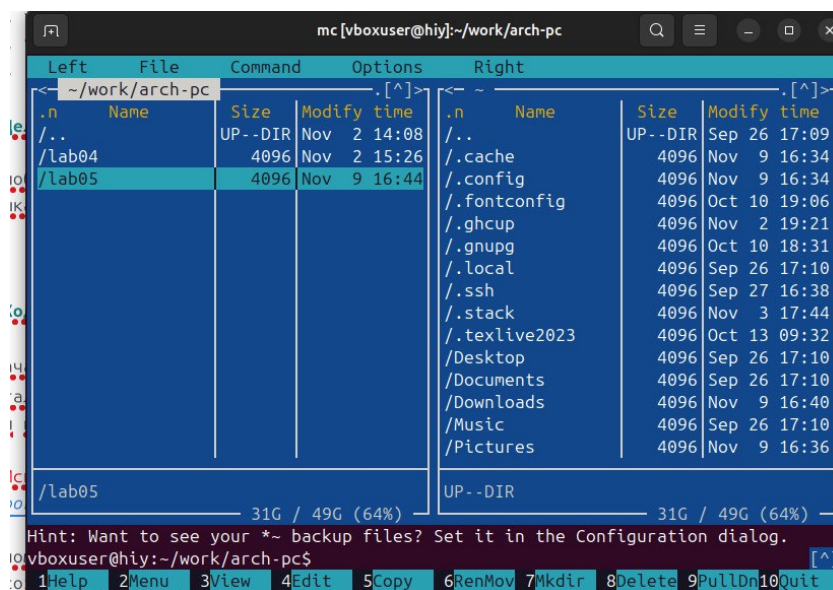 mc [vboxuser@hiy]:~/work/arch-pc
Left File Command Options Right
<- ~/work/arch-pc .[^]>
.n Name Size Modify time
/.. UP--DIR Nov 2 14:08
/lab04 4096 Nov 2 15:26
/lab05 4096 Nov 9 16:44
/lab05
31G / 49G (64%)
<- ~ .[^]>
.n Name Size Modify time
/.. UP--DIR Sep 26 17:09
/.cache 4096 Nov 9 16:34
/.config 4096 Nov 9 16:34
/.fontconfig 4096 Oct 10 19:06
/.ghcup 4096 Nov 2 19:21
/.gnupg 4096 Oct 10 18:31
/.local 4096 Sep 26 17:10
/.ssh 4096 Sep 27 16:38
/.stack 4096 Nov 3 17:44
/.texlive2023 4096 Oct 13 09:32
/Desktop 4096 Sep 26 17:10
/Documents 4096 Sep 26 17:10
/Downloads 4096 Nov 9 16:40
/Music 4096 Sep 26 17:10
/Pictures 4096 Nov 9 16:36
UP--DIR
31G / 49G (64%)
Hint: Want to see your *~ backup files? Set it in the Configuration dialog.
vboxuser@hiy:~/work/arch-pc$ [^
1Help 2Menu 3View 4Edit 5Copy 6RenMov 7Mkdir 8Delete 9PullDn 10Quit